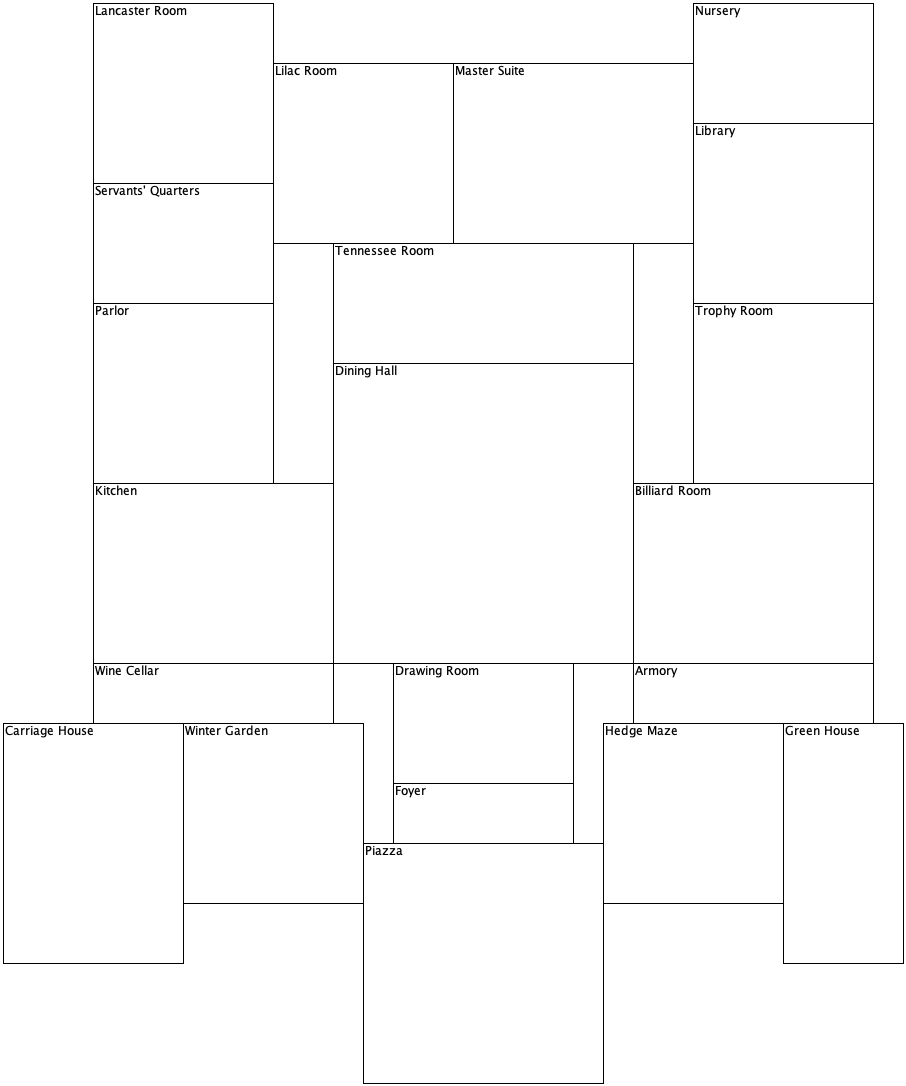 Lancaster Room
Nursery
Lilac Room
Master Suite
Library
Servants' Quarters
Tennessee Room
Parlor
Trophy Room
Dining Hall
Kitchen
Billiard Room
Wine Cellar
Drawing Room
Armory
Carriage House
Winter Garden
Hedge Maze
Green House
Foyer
Piazza